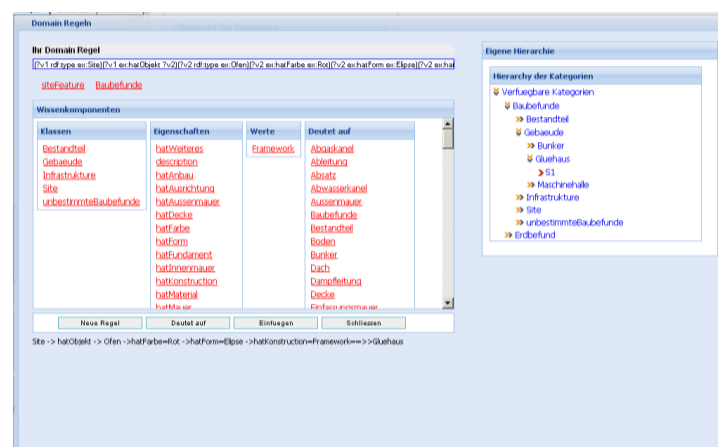 Domain Regeln
Ihr Domain Regel
(?v1 rdf:type ex:Site)(?v1 ex:hatObjekt ?v2)(?v2 rdf:type ex:Ofen)(?v2 ex:hatFarbe ex:Rot)(?v2 ex:hatForm ex:Elipse)(?v2 ex:hat
siteFeature Baubefunde
Wissenkomponenten
Klassen
Bestandteil
Gebaeude
Infrastrukture
Site
unbestimmteBaubefunde
Eigenschaften
hatWeiteres
description
hatAnbau
hatAusrichtung
hatAussenmauer
hatDecke
hatFarbe
hatForm
hatFundament
hatInnenmauer
hatKonstruction
hatMaterial
hatMauer
Werte
Framework
Deutet auf
Abgaskanel
Ableitung
Absatz
Abwasserkanel
Aussenmauer
Baubefunde
Bestandteil
Boden
Bunker
Dach
Dampfleitung
Decke
Einfassungsmauer
Neue Regel Deutet auf Eintuegen Schliessen
Site -> hatObjekt -> Ofen ->hatFarbe=Rot ->hatForm=Elipse ->hatKonstruction=Framework==>>Gluehaus
Eigene Hierarchie
Hierarchy der Kategorien
Verfuegbare Kategorien
Baubefunde
Bestandteil
Gebaeude
Bunker
Gluehaus
S1
Maschinehalle
Infrastrukture
Site
unbestimmteBaubefunde
Erdbefund